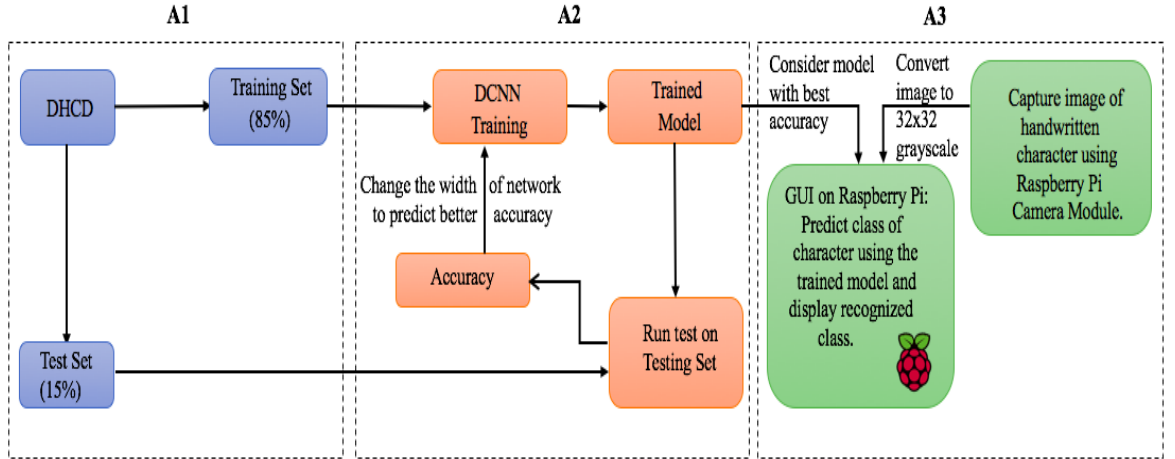 A1
A2
A3
DHCD
Training Set
(85%)
Test Set
(15%)
DCNN
Training
Trained
Model
Change the width of network
to predict better accuracy
Accuracy
Run test on
Testing Set
Consider model
with best
accuracy
Convert
image to
32x32
grayscale
Capture image of
handwritten
character using
Raspberry Pi
Camera Module.
GUI on Raspberry Pi:
Predict class of
character using the
trained model and
display recognized
class.